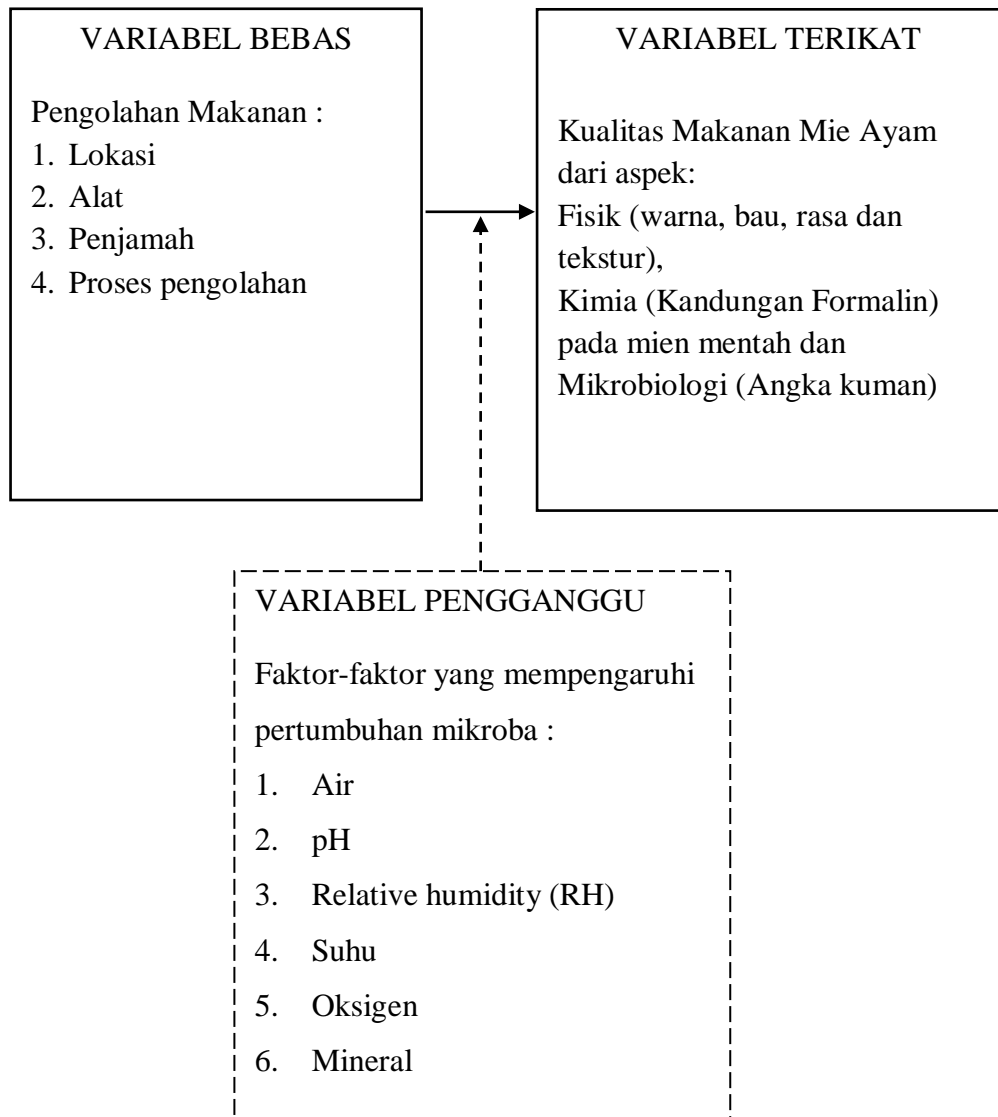 VARIABEL BEBAS
Pengolahan Makanan :
1. Lokasi
2. Alat
3. Penjamah
4. Proses pengolahan
VARIABEL TERIKAT
Kualitas Makanan Mie Ayam
dari aspek:
Fisik (warna, bau, rasa dan
tekstur),
Kimia (Kandungan Formalin)
pada mien mentah dan
Mikrobiologi (Angka kuman)
VARIABEL PENGGANGGU
Faktor-faktor yang mempengaruhi
pertumbuhan mikroba :
1. Air
2. pH
3. Relative humidity (RH)
4. Suhu
5. Oksigen
6. Mineral